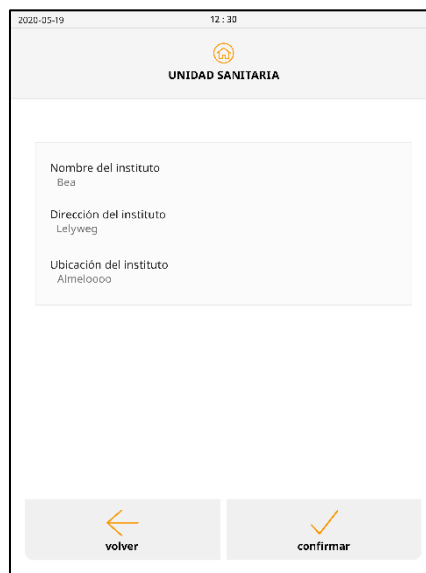 2020-05-19 12 : 30
UNIDAD SANITARIA
Nombre del instituto
Bea
Dirección del instituto
Lelyweg
Ubicación del instituto
Almeloooo
volver confirmar